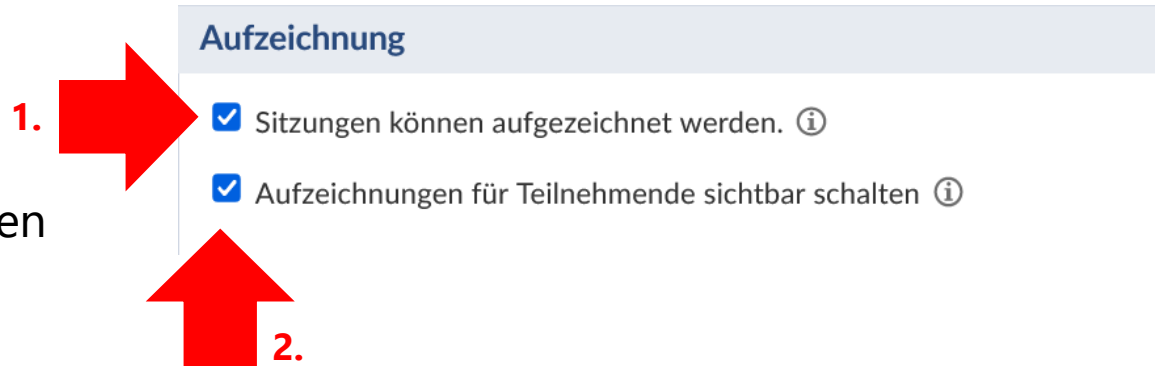 Aufzeichnung
1.
Sitzungen können aufgezeichnet werden. ⓘ
Aufzeichnungen für Teilnehmende sichtbar schalten ⓘ
en
2.